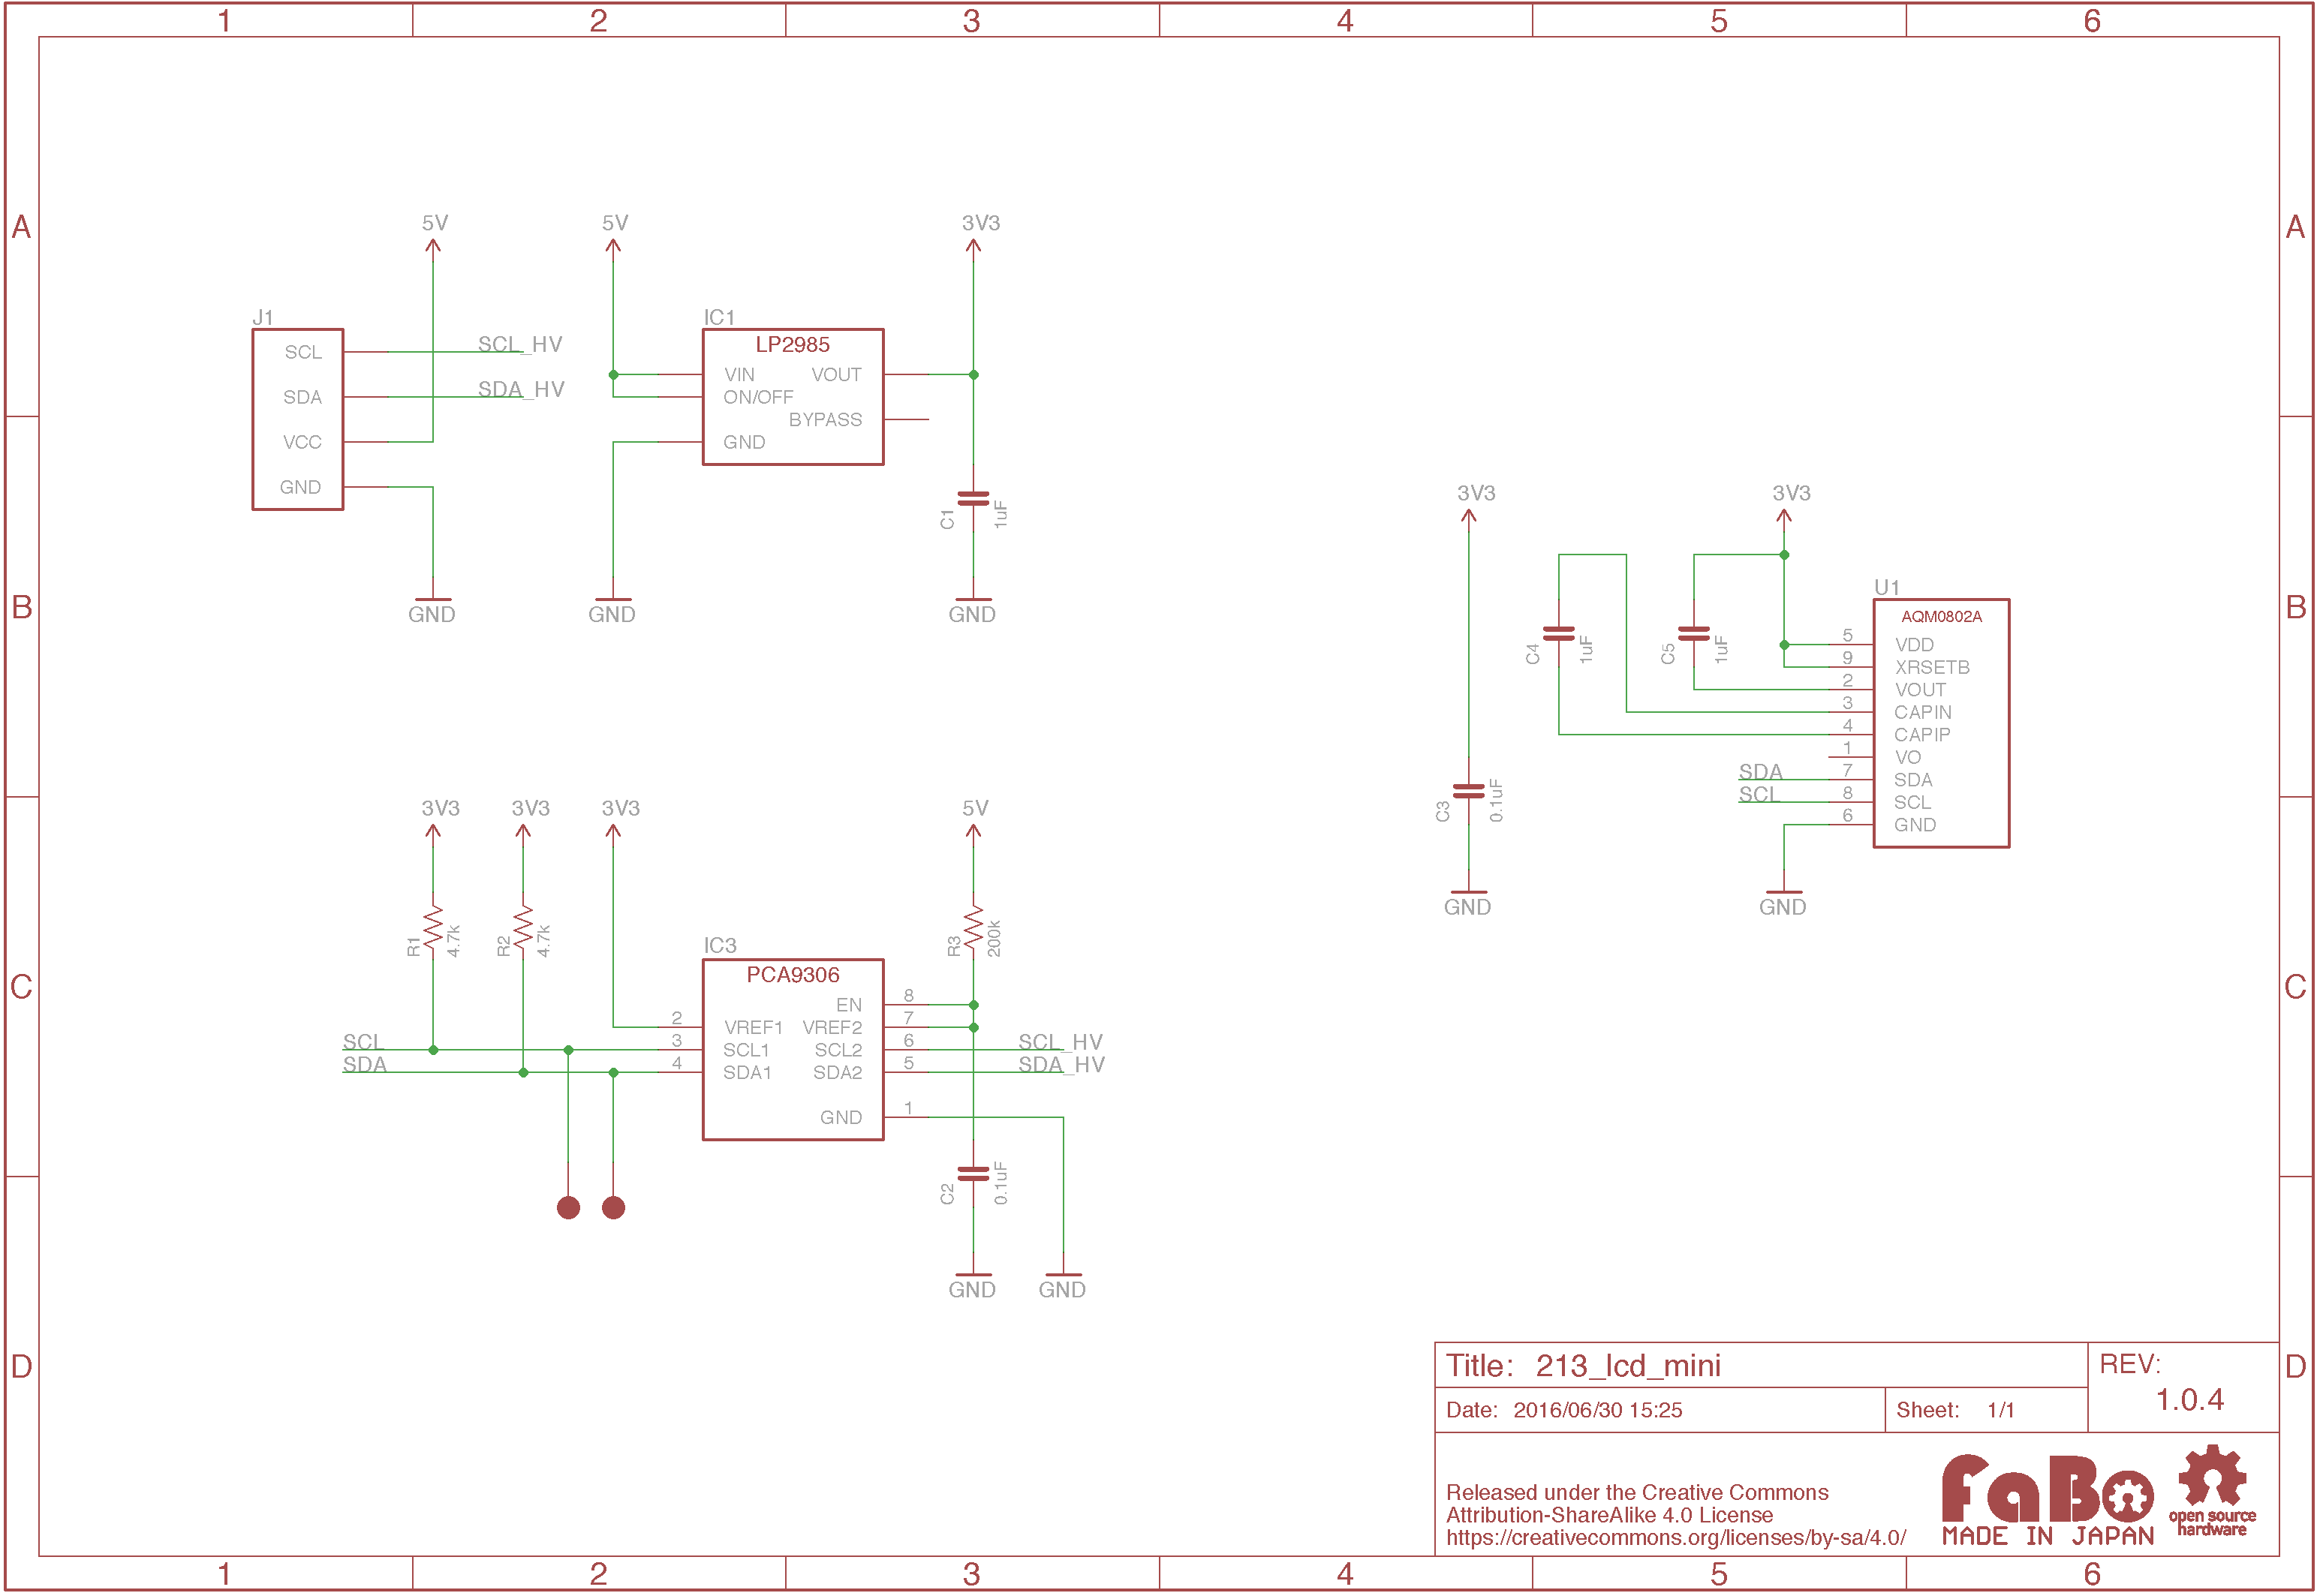 1 2 3 4 5 6
A A
5V 5V 3V3
J1
SCL SCL_HV
SDA SDA_HV
VCC
GND
IC1
LP2985
VIN VOUT
ON/OFF
BYPASS
GND
C1 1uF
GND GND GND
B B
3V3 3V3
C4 1uF C5 1uF
U1
AQM0802A
5 VDD
9 XRSETB
2 VOUT
3 CAPIN
4 CAPIP
1 VO
SDA 7 SDA
SCL 8 SCL
6 GND
C3 0.1uF
GND GND
3V3 3V3 3V3 5V
R1 4.7k R2 4.7k R3 200k
C C
IC3
PCA9306
EN 8
2 VREF1 VREF2 7
SCL 3 SCL1 SCL2 6 SCL_HV
SDA 4 SDA1 SDA2 5 SDA_HV
GND 1
C2 0.1uF
GND GND
D D
Title: 213_lcd_mini
REV:
1.0.4
Date: 2016/06/30 15:25
Sheet: 1/1
Released under the Creative Commons
Attribution-ShareAlike 4.0 License
https://creativecommons.org/licenses/by-sa/4.0/
FaBo
MADE IN JAPAN
open source
hardware
1 2 3 4 5 6